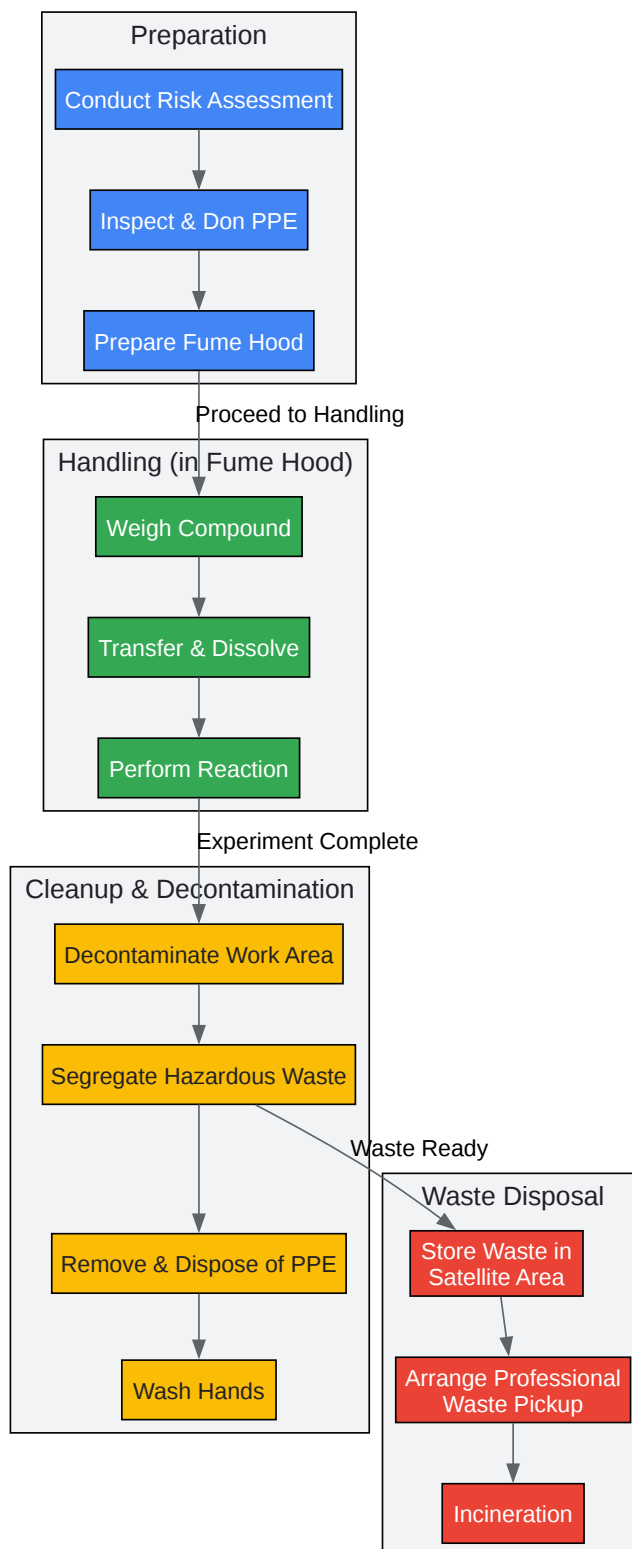 Preparation
Conduct Risk Assessment
Inspect & Don PPE
Prepare Fume Hood
Proceed to Handling
Handling (in Fume Hood)
Weigh Compound
Transfer & Dissolve
Perform Reaction
Experiment Complete
Cleanup & Decontamination
Decontaminate Work Area
Segregate Hazardous Waste
Waste Ready
Waste Disposal
Store Waste in
Satellite Area
Remove & Dispose of PPE
Arrange Professional
Waste Pickup
Wash Hands
Incineration